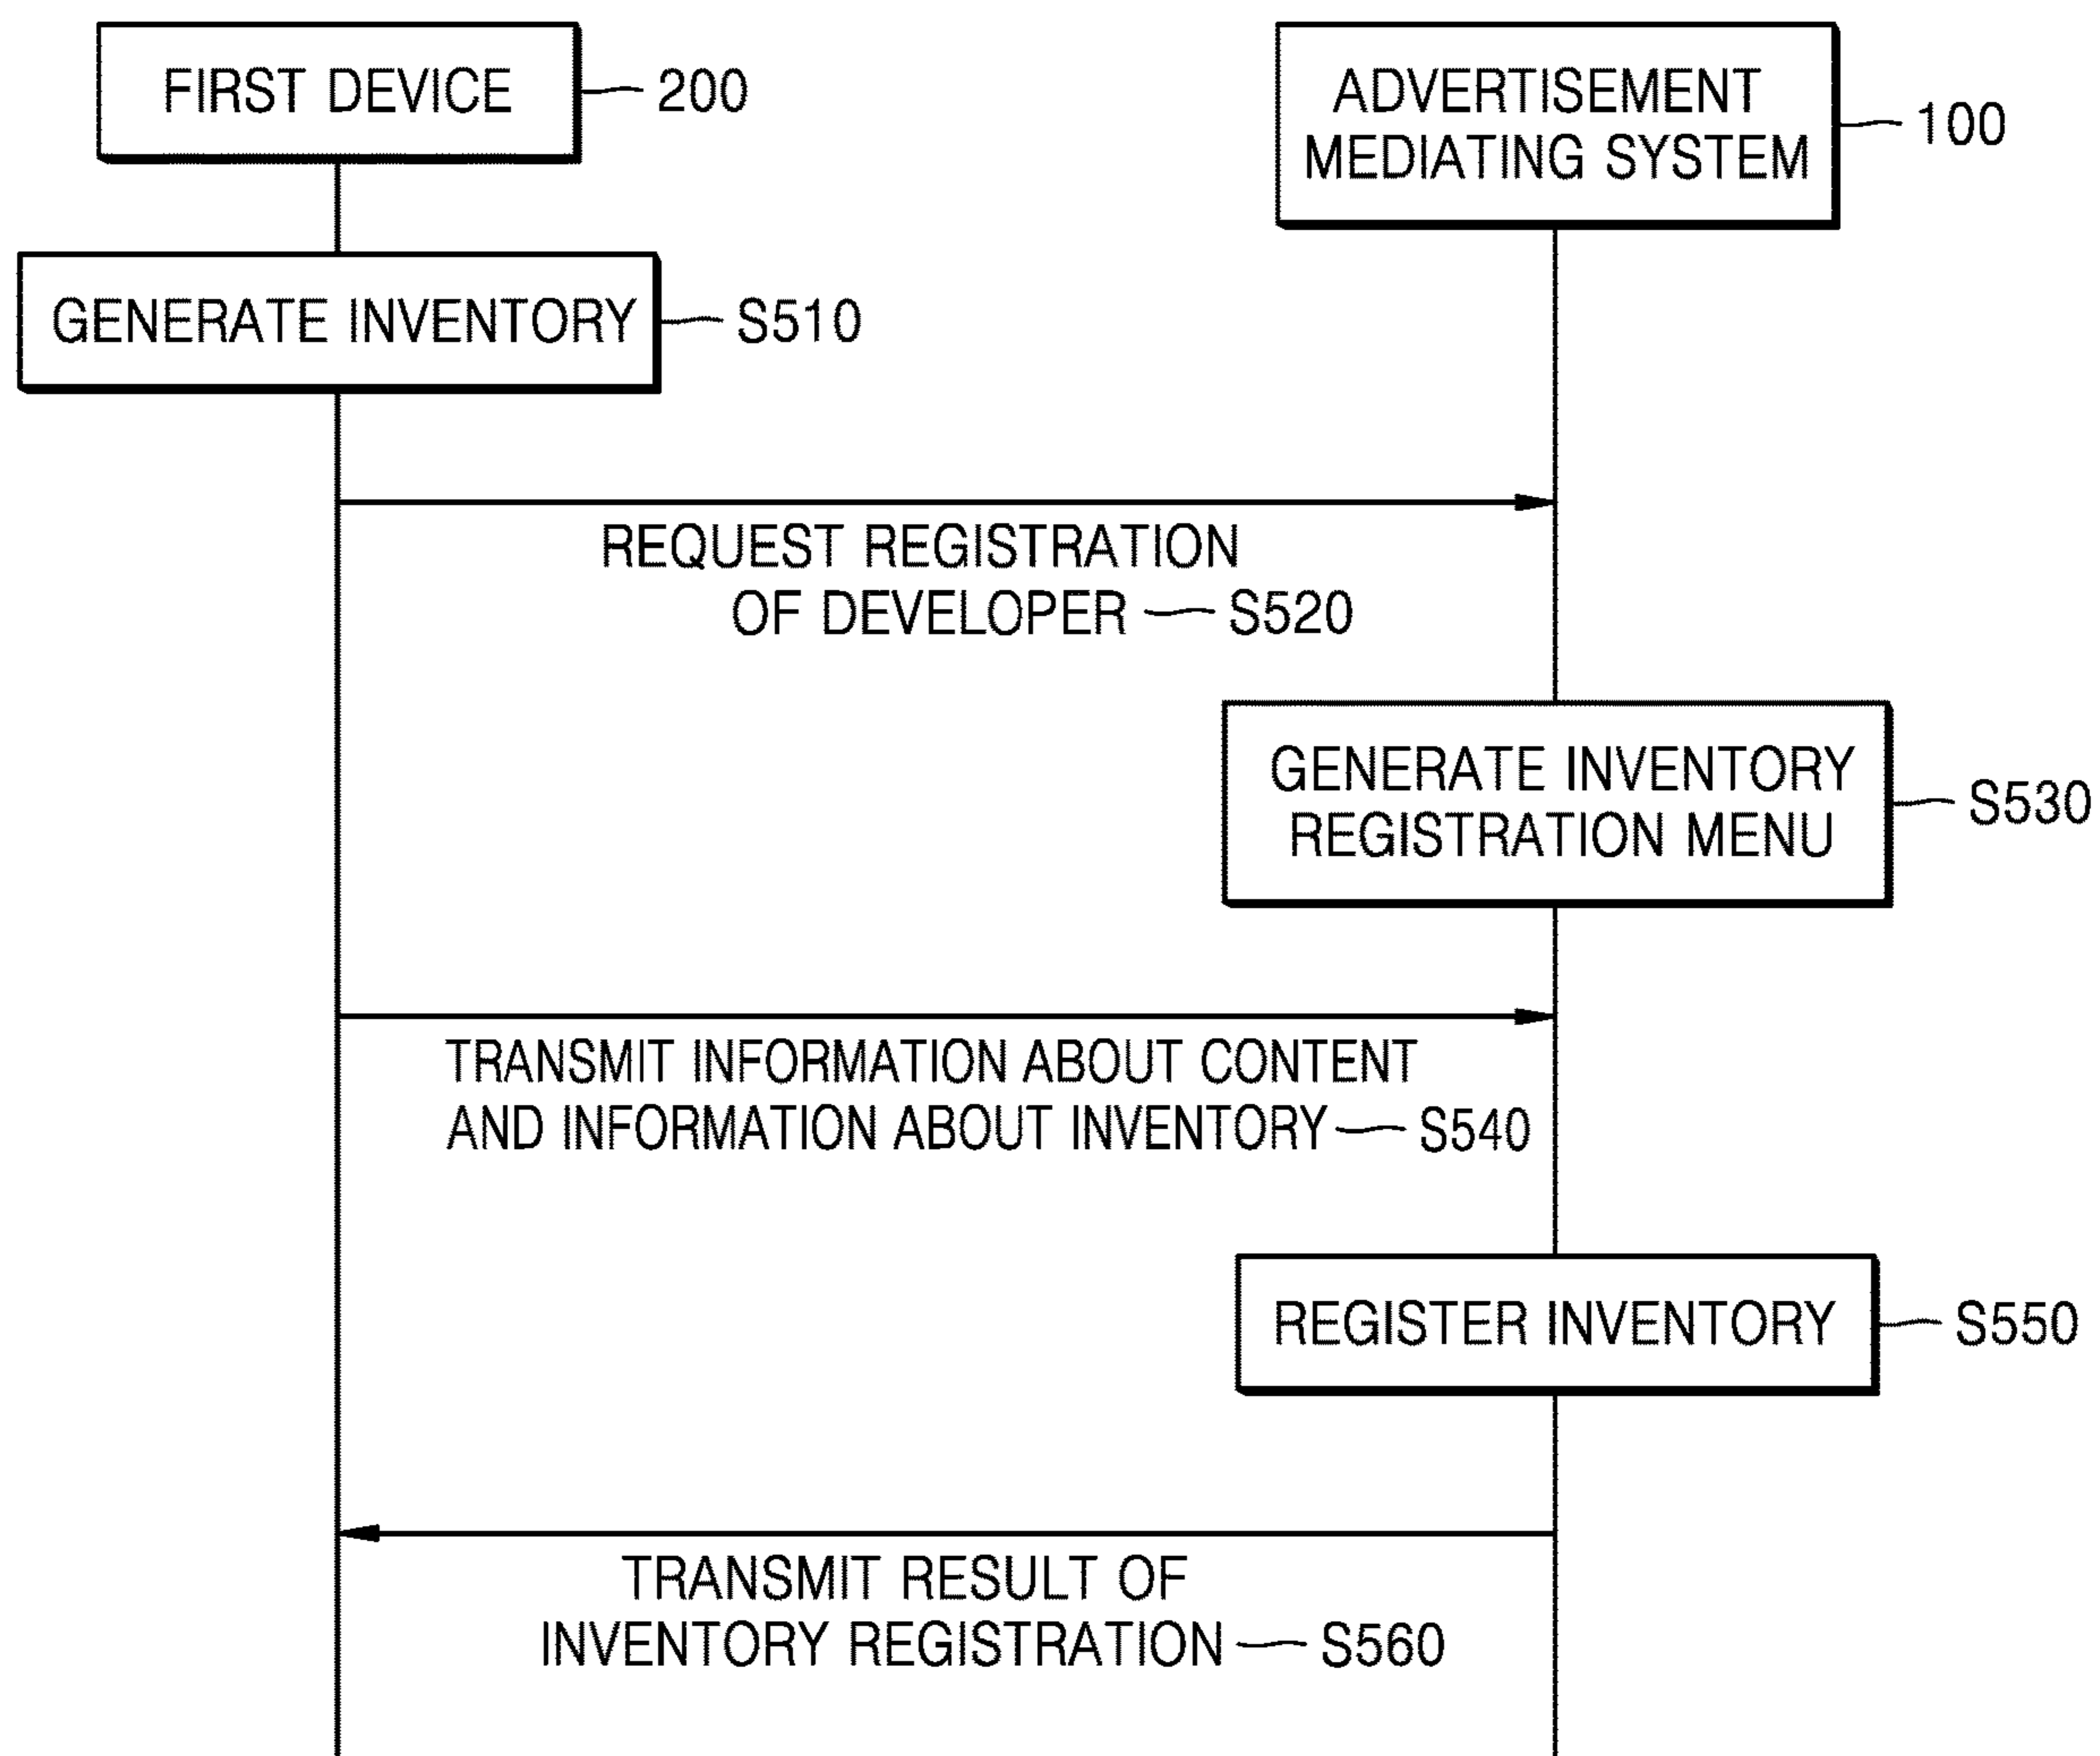 FIRST DEVICE 200
ADVERTISEMENT
MEDIATING SYSTEM 100
GENERATE INVENTORY S510
REQUEST REGISTRATION
OF DEVELOPER S520
GENERATE INVENTORY
REGISTRATION MENU S530
TRANSMIT INFORMATION ABOUT CONTENT
AND INFORMATION ABOUT INVENTORY S540
REGISTER INVENTORY S550
TRANSMIT RESULT OF
INVENTORY REGISTRATION S560